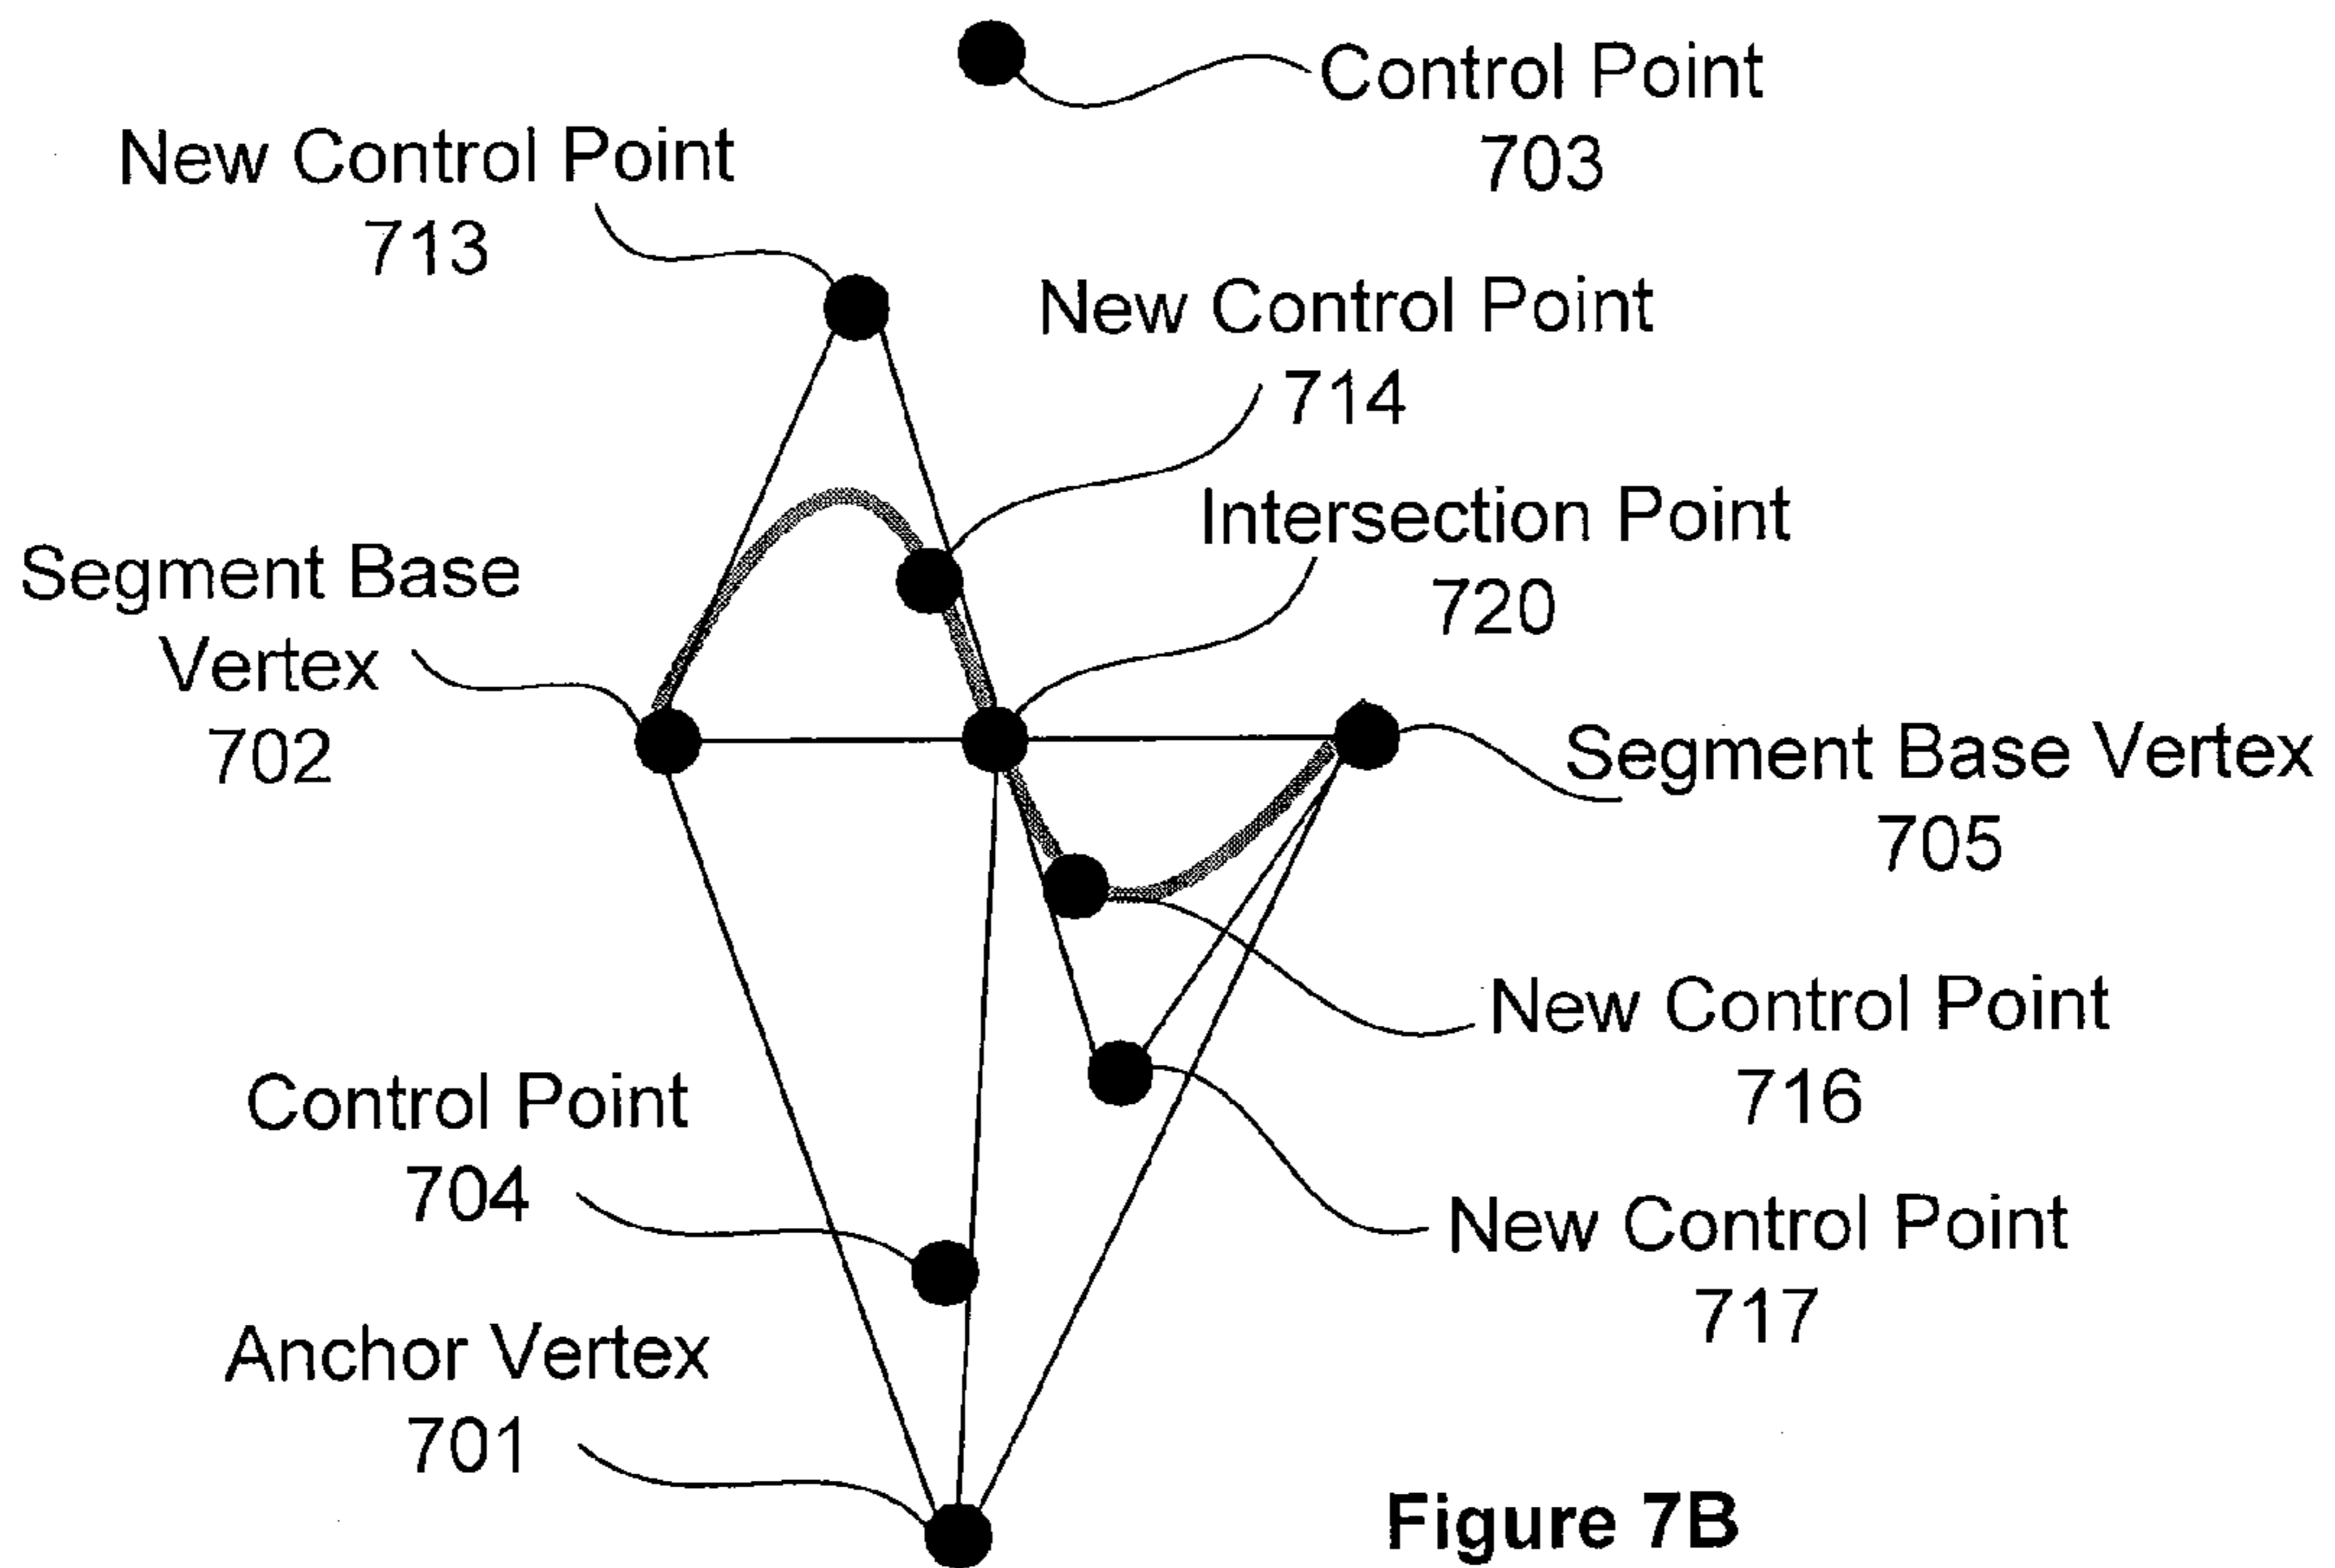 Control Point
703
New Control Point
713
New Control Point
714
Intersection Point
720
Segment Base
Vertex
702
Segment Base Vertex
705
New Control Point
716
Control Point
704
New Control Point
717
Anchor Vertex
701
Figure 7B